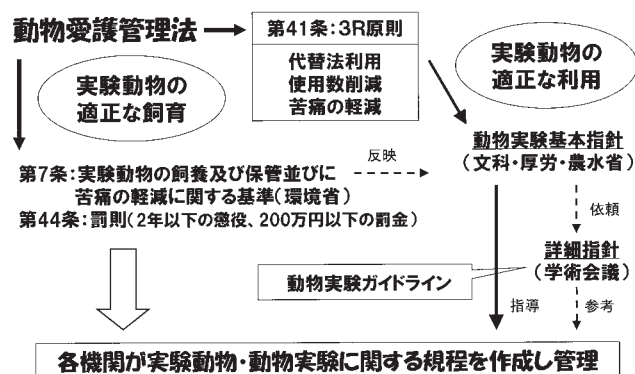 動物愛護管理法
第41条:3R原則
代替法利用
使用数削減
苦痛の軽減
実験動物の
適正な飼育
実験動物の
適正な利用
動物実験基本指針
(文科・厚労・農水省)
第7条:実験動物の飼養及び保管並びに
苦痛の軽減に関する基準(環境省)
第44条:罰則(2年以下の懲役、200万円以下の罰金)
反映
依頼
詳細指針
(学術会議)
動物実験ガイドライン
指導
参考
各機関が実験動物・動物実験に関する規程を作成し管理